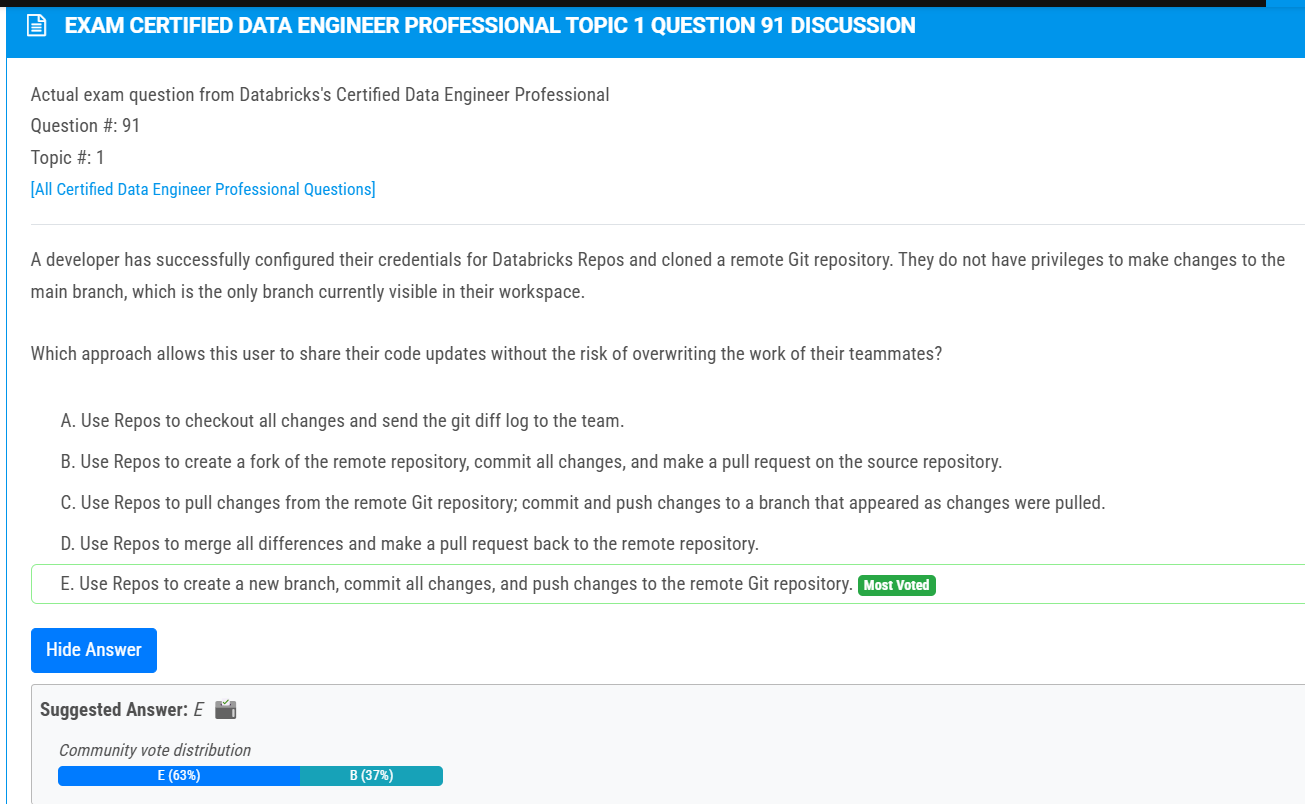 EXAM CERTIFIED DATA ENGINEER PROFESSIONAL TOPIC 1 QUESTION 91 DISCUSSION
Actual exam question from Databricks's Certified Data Engineer Professional
Question #: 91
Topic #: 1
[All Certified Data Engineer Professional Questions]
A developer has successfully configured their credentials for Databricks Repos and cloned a remote Git repository. They do not have privileges to make changes to the
main branch, which is the only branch currently visible in their workspace.
Which approach allows this user to share their code updates without the risk of overwriting the work of their teammates?
A. Use Repos to checkout all changes and send the git diff log to the team.
B. Use Repos to create a fork of the remote repository, commit all changes, and make a pull request on the source repository.
C. Use Repos to pull changes from the remote Git repository; commit and push changes to a branch that appeared as changes were pulled.
D. Use Repos to merge all differences and make a pull request back to the remote repository.
E. Use Repos to create a new branch, commit all changes, and push changes to the remote Git repository. Most Voted
Hide Answer
Suggested Answer: E
Community vote distribution
E (63%) B (37%)